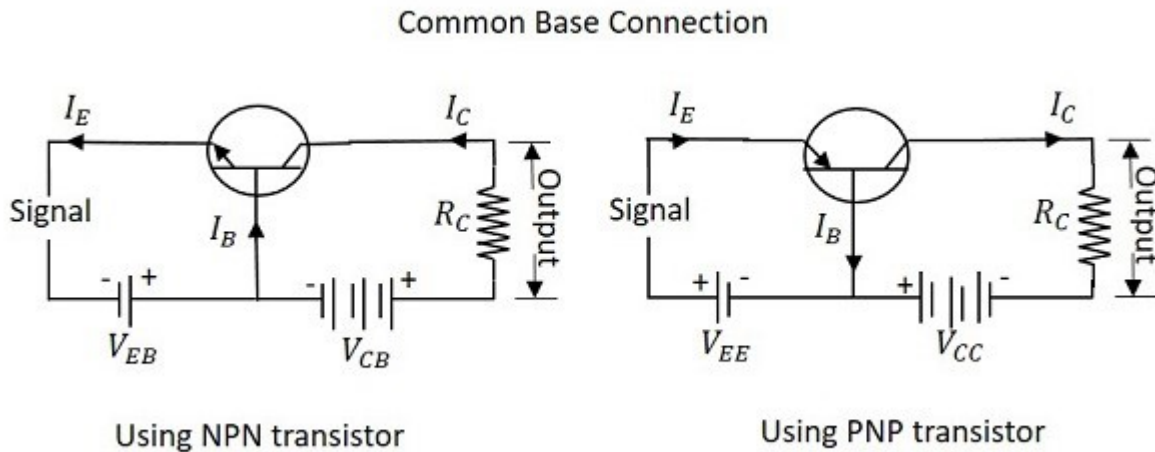 Common Base Connection
I_E
I_C
Signal
I_B
R_C
Output
- +
- +
V_EB
V_CB
Using NPN transistor
I_E
I_C
Signal
I_B
R_C
Output
+ -
+ -
V_EE
V_CC
Using PNP transistor